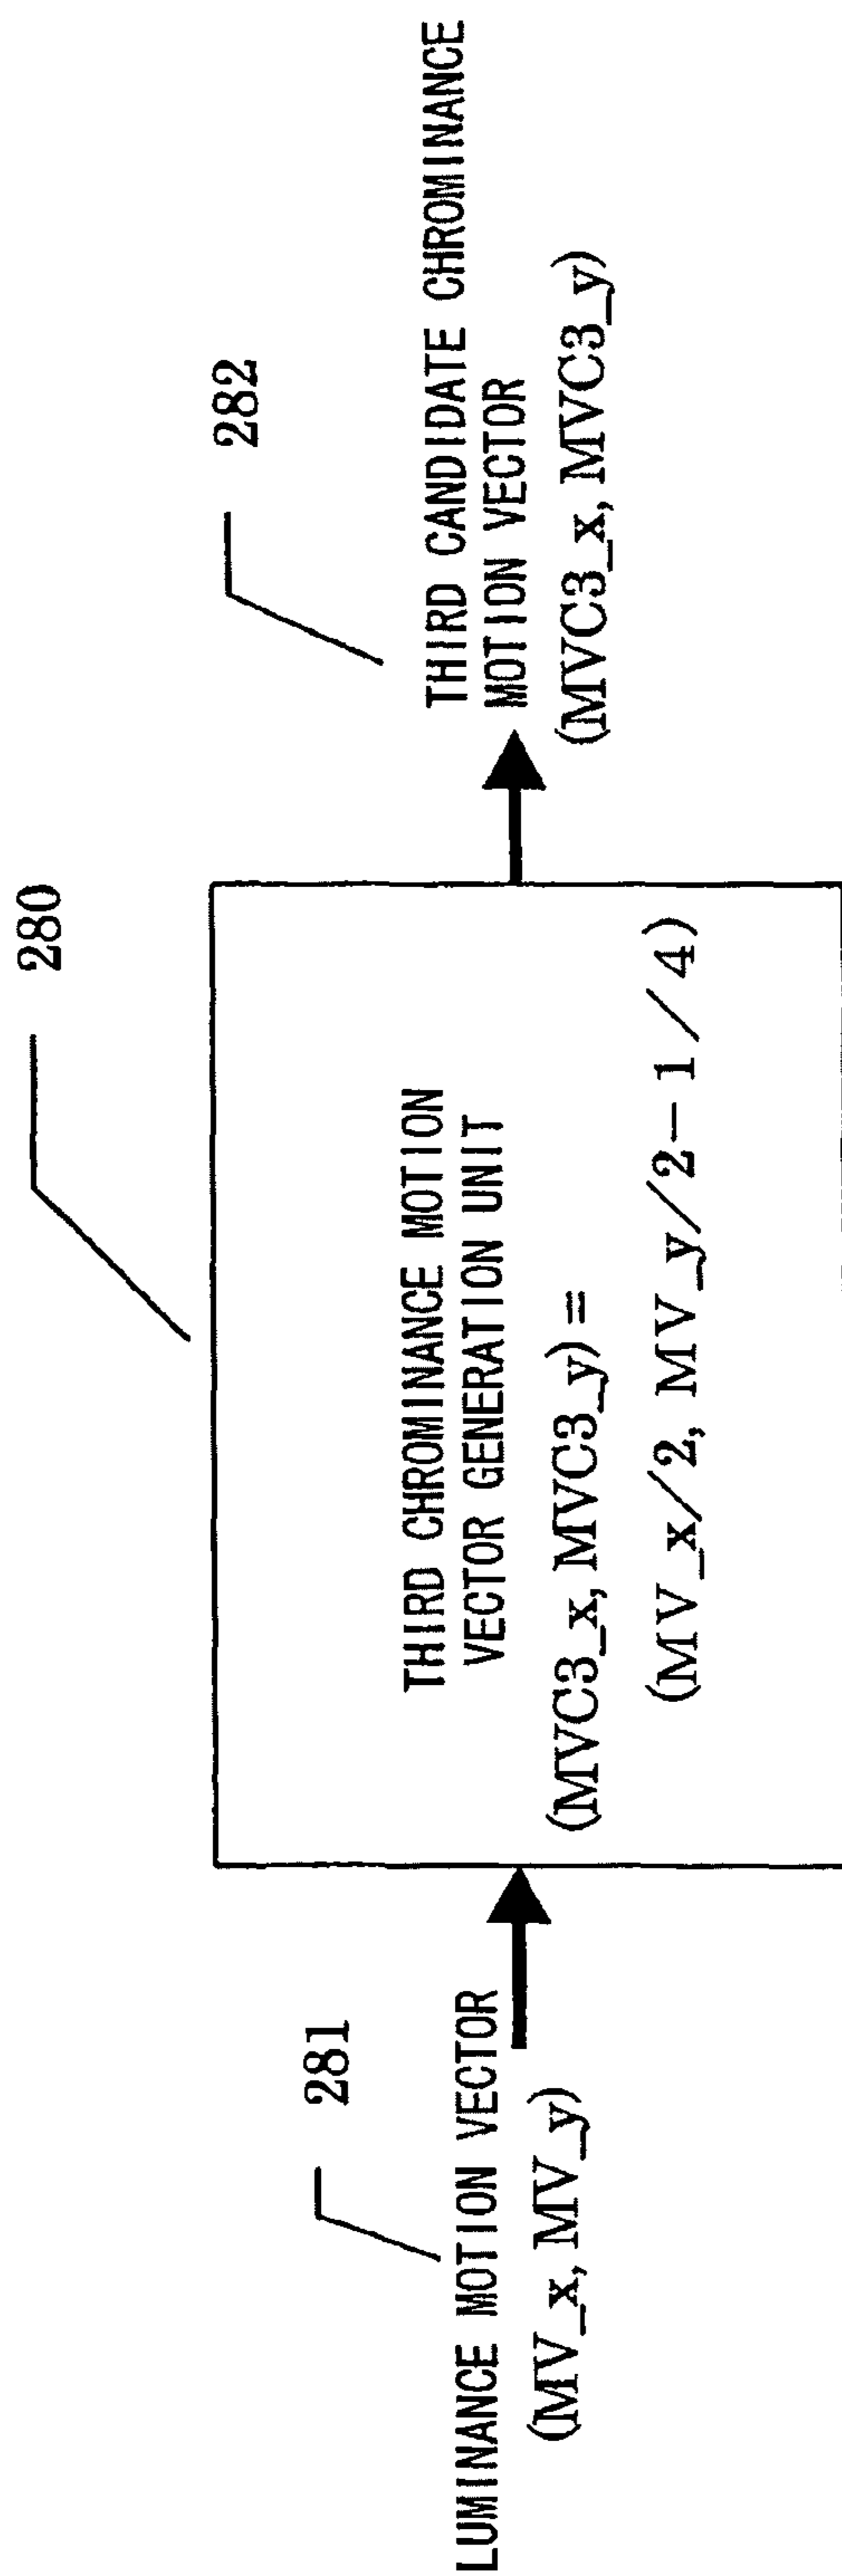 280
281
LUMINANCE MOTION VECTOR
(MV_x, MV_y)
THIRD CHROMINANCE MOTION
VECTOR GENERATION UNIT
(MVC3_x, MVC3_y) =
(MV_x/2, MV_y/2-1/4)
282
THIRD CANDIDATE CHROMINANCE
MOTION VECTOR
(MVC3_x, MVC3_y)